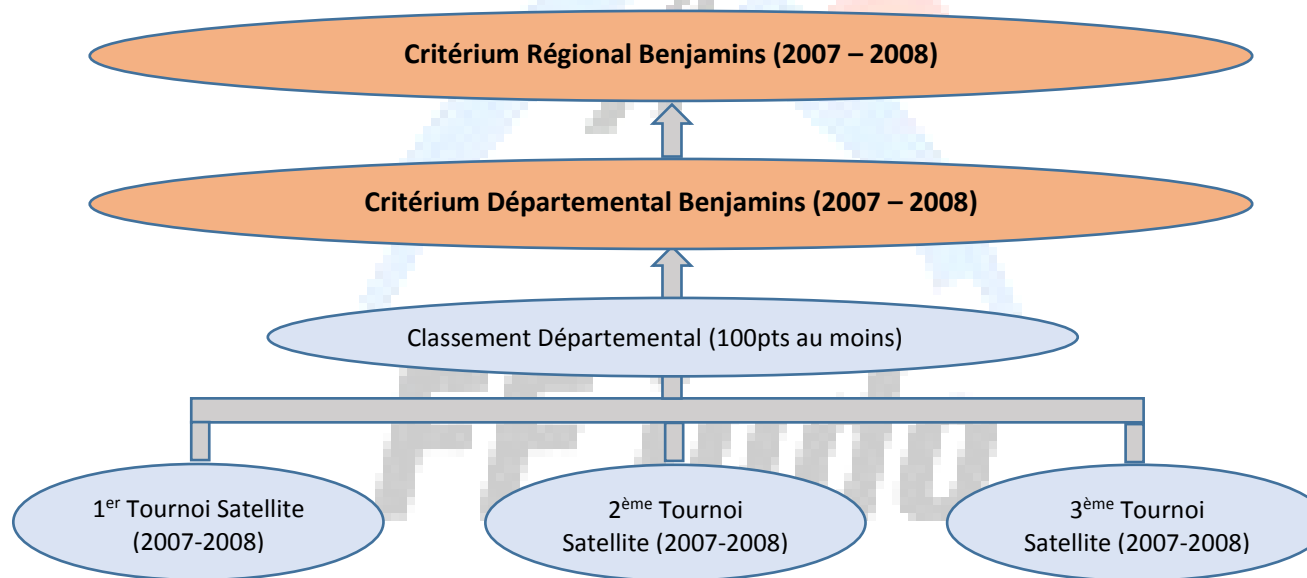 Critérium Régional Benjamins (2007 – 2008)
Critérium Départemental Benjamins (2007 – 2008)
Classement Départemental (100pts au moins)
1er Tournoi Satellite
(2007-2008)
2ème Tournoi
Satellite (2007-2008)
3ème Tournoi
Satellite (2007-2008)